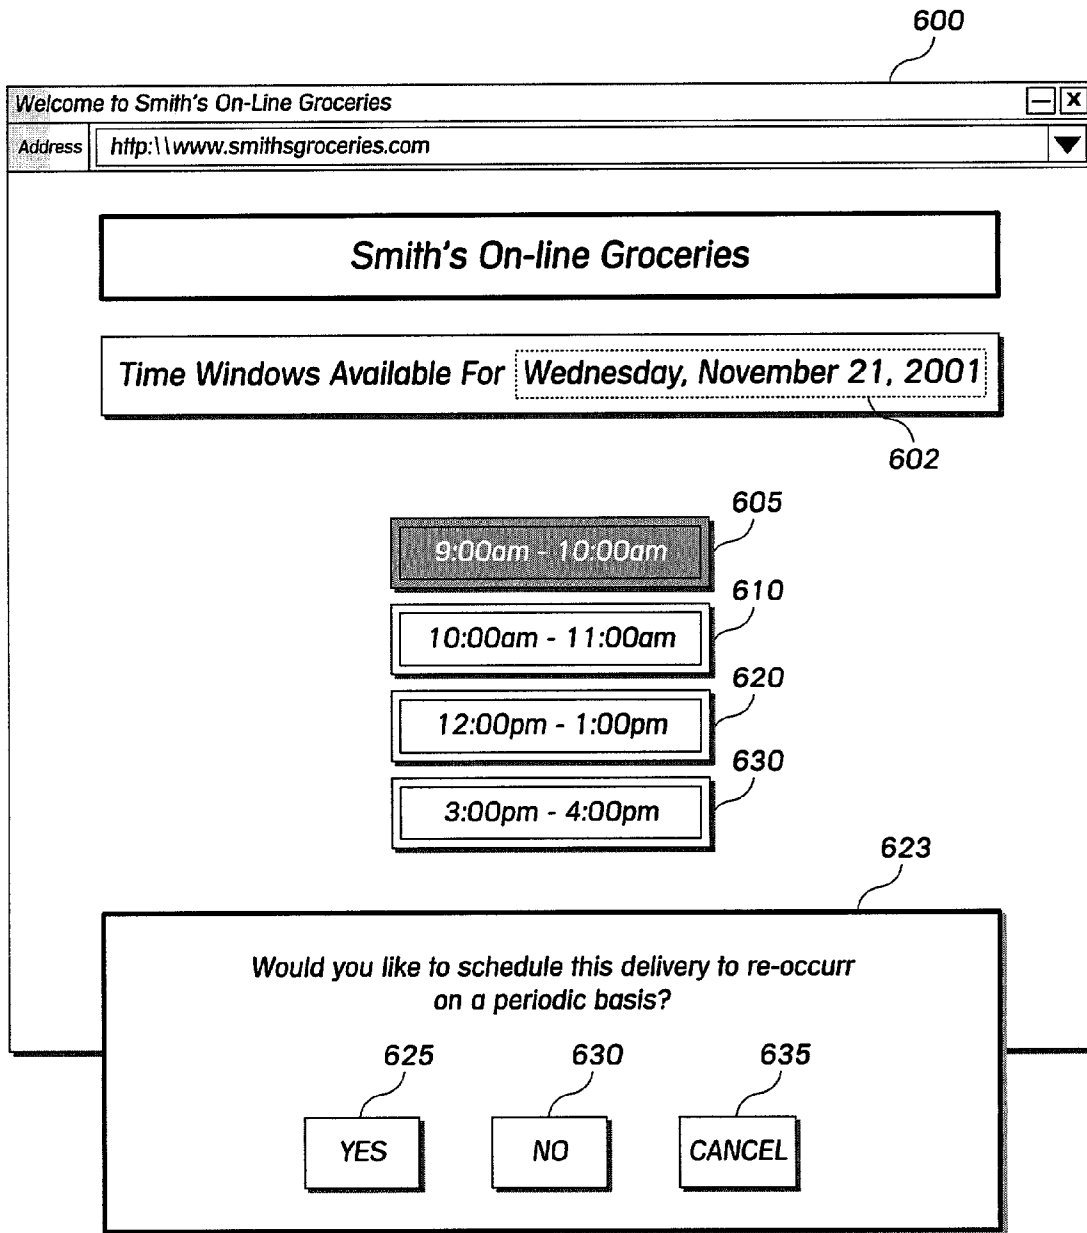 600
Welcome to Smith's On-Line Groceries
Address http:\\www.smithsgroceries.com
Smith's On-line Groceries
Time Windows Available For Wednesday, November 21, 2001
602
605
9:00am - 10:00am
610
10:00am - 11:00am
620
12:00pm - 1:00pm
630
3:00pm - 4:00pm
623
Would you like to schedule this delivery to re-occurr
on a periodic basis?
625 630 635
YES NO CANCEL